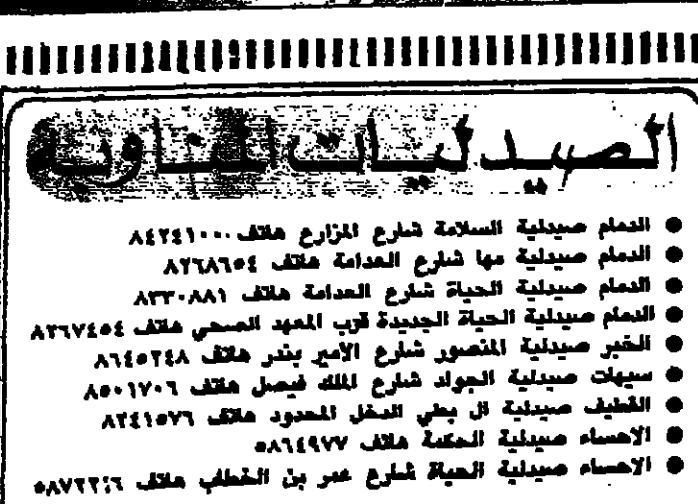 الصيدليات المناوبة
● الدمام صيدلية السلامة شارع المزارع هاتف ٨٤٢٤١٠٠٠
● الدمام صيدلية مها شارع العدامة هاتف ٨٢٦٨٦٥٤
● الدمام صيدلية الحياة شارع العدامة هاتف ٨٣٣٠٨٨١
● الدمام صيدلية الحياة الجديدة قرب المعهد الصحي هاتف ٨٢٦٧٤٥٤
● الخبر صيدلية المنصور شارع الامير بندر هاتف ٨٦٤٥٢٤٨
● سيهات صيدلية الجواد شارع الملك فيصل هاتف ٨٥٠١٧٠٦
● القطيف صيدلية ال بطي الدخل المحدود هاتف ٨٢٤١٥٧٦
● الاحساء صيدلية الحكمة هاتف ٥٨٦٤٩٧٧
● الاحساء صيدلية الحياة شارع عمر بن الخطاب هاتف